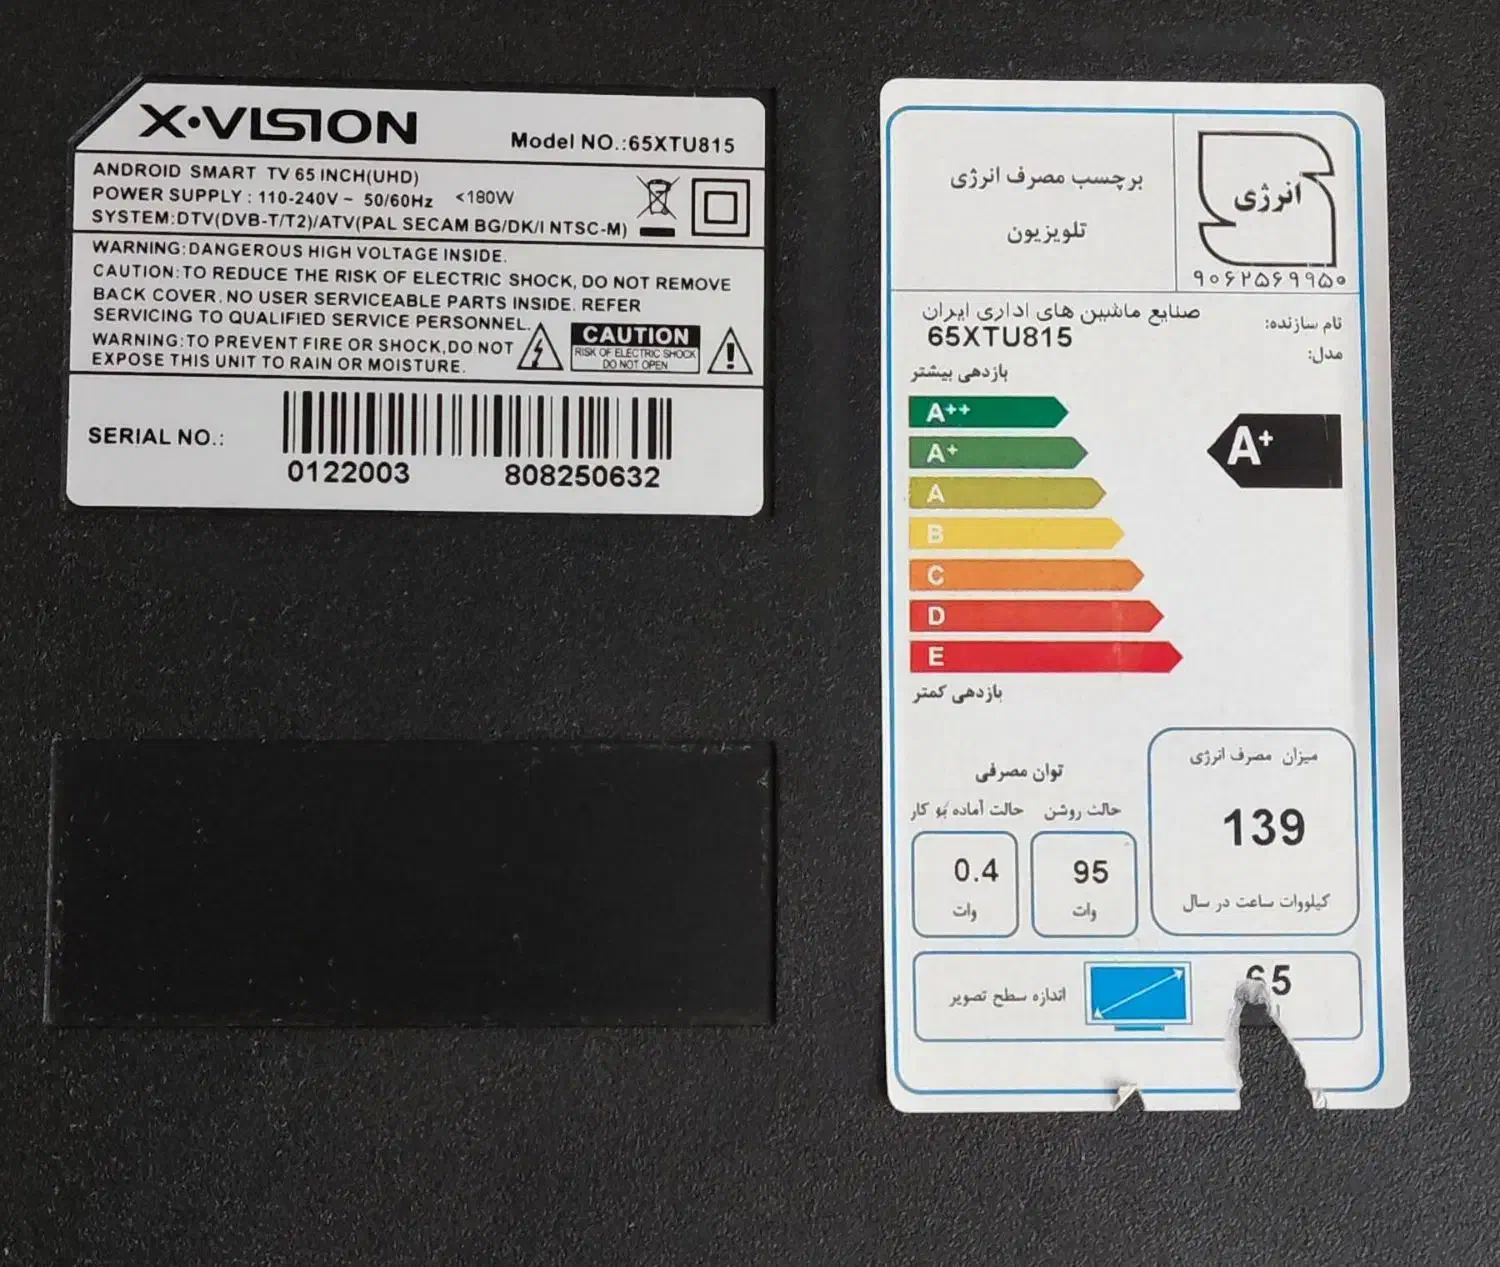 X·VISION
Model NO.:65XTU815
ANDROID SMART TV 65 INCH(UHD)
POWER SUPPLY : 110-240V ~ 50/60Hz <180W
SYSTEM:DTV(DVB-T/T2)/ATV(PAL SECAM BG/DK/I NTSC-M)
WARNING:DANGEROUS HIGH VOLTAGE INSIDE.
CAUTION:TO REDUCE THE RISK OF ELECTRIC SHOCK, DO NOT REMOVE
BACK COVER. NO USER SERVICEABLE PARTS INSIDE. REFER
SERVICING TO QUALIFIED SERVICE PERSONNEL.
WARNING:TO PREVENT FIRE OR SHOCK,DO NOT
EXPOSE THIS UNIT TO RAIN OR MOISTURE.
CAUTION
RISK OF ELECTRIC SHOCK
DO NOT OPEN
SERIAL NO.:
0122003 808250632
برچسب مصرف انرژی
تلویزیون
انرژی
۹۰۶۲۵۶۹۹۵۰
نام سازنده: صنایع ماشین های اداری ایران
مدل: 65XTU815
بازدهی بیشتر
A++
A+
A
B
C
D
E
A+
بازدهی کمتر
میزان مصرف انرژی
139
کیلووات ساعت در سال
توان مصرفی
حالت روشن
95
وات
حالت آماده به کار
0.4
وات
اندازه سطح تصویر
65